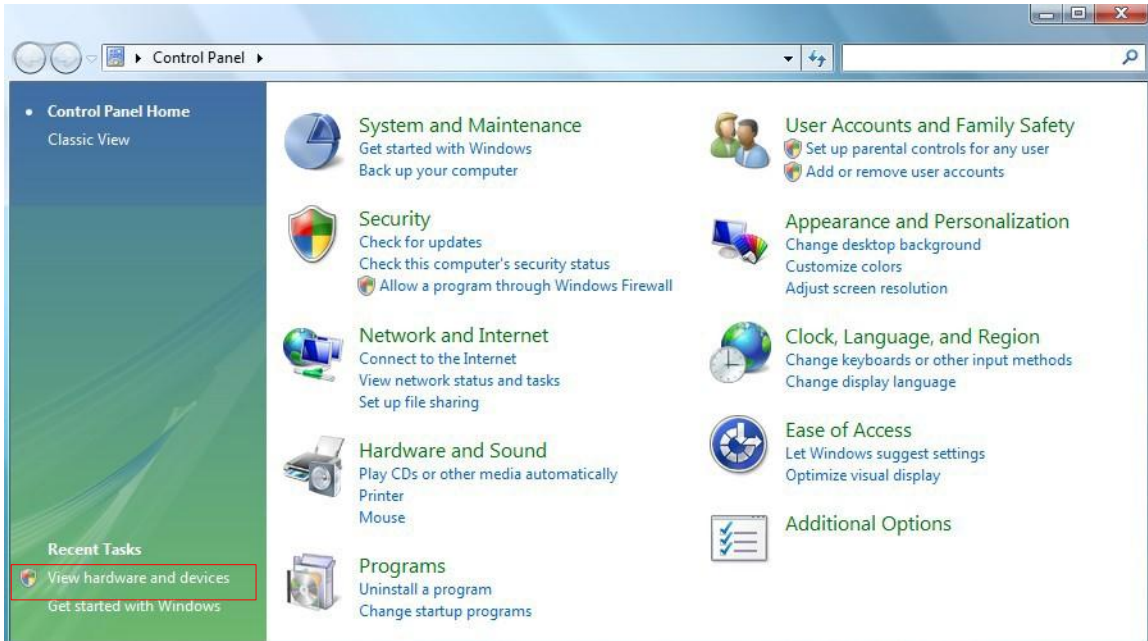 Control Panel
Control Panel Home
Classic View
Recent Tasks
View hardware and devices
Get started with Windows
System and Maintenance
Get started with Windows
Back up your computer
Security
Check for updates
Check this computer's security status
Allow a program through Windows Firewall
Network and Internet
Connect to the Internet
View network status and tasks
Set up file sharing
Hardware and Sound
Play CDs or other media automatically
Printer
Mouse
Programs
Uninstall a program
Change startup programs
User Accounts and Family Safety
Set up parental controls for any user
Add or remove user accounts
Appearance and Personalization
Change desktop background
Customize colors
Adjust screen resolution
Clock, Language, and Region
Change keyboards or other input methods
Change display language
Ease of Access
Let Windows suggest settings
Optimize visual display
Additional Options